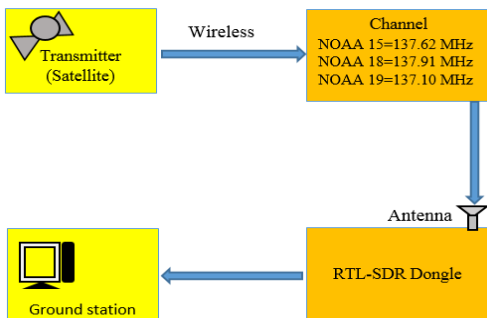 Transmitter
(Satellite)
Wireless
Channel
NOAA 15=137.62 MHz
NOAA 18=137.91 MHz
NOAA 19=137.10 MHz
Antenna
RTL-SDR Dongle
Ground station